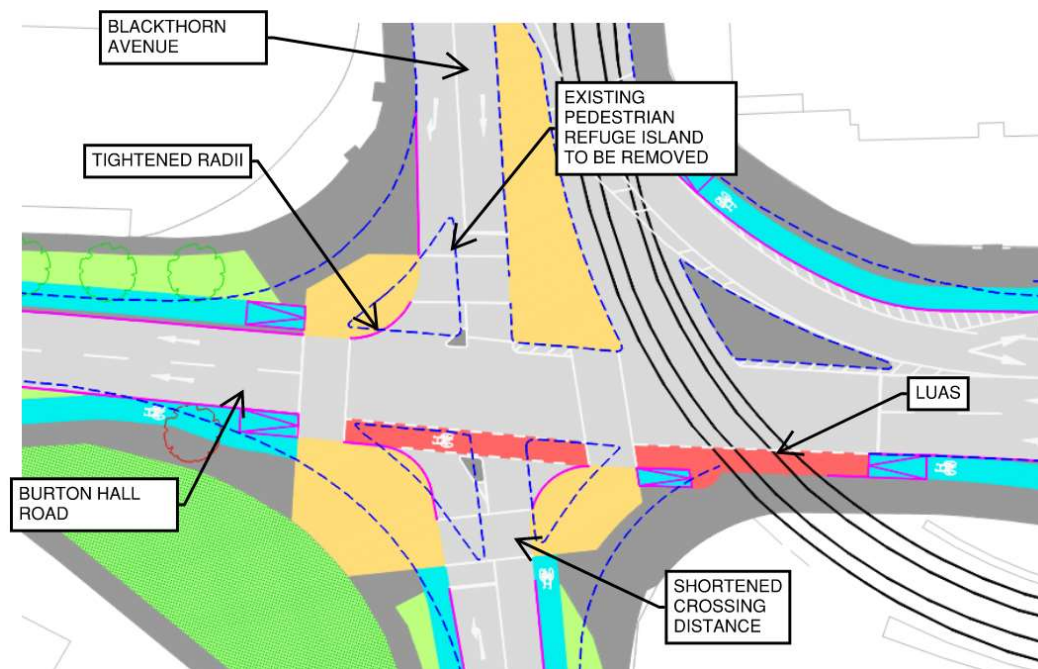 BLACKTHORN
AVENUE
EXISTING
PEDESTRIAN
REFUGE ISLAND
TO BE REMOVED
TIGHTENED RADII
LUAS
BURTON HALL
ROAD
SHORTENED
CROSSING
DISTANCE